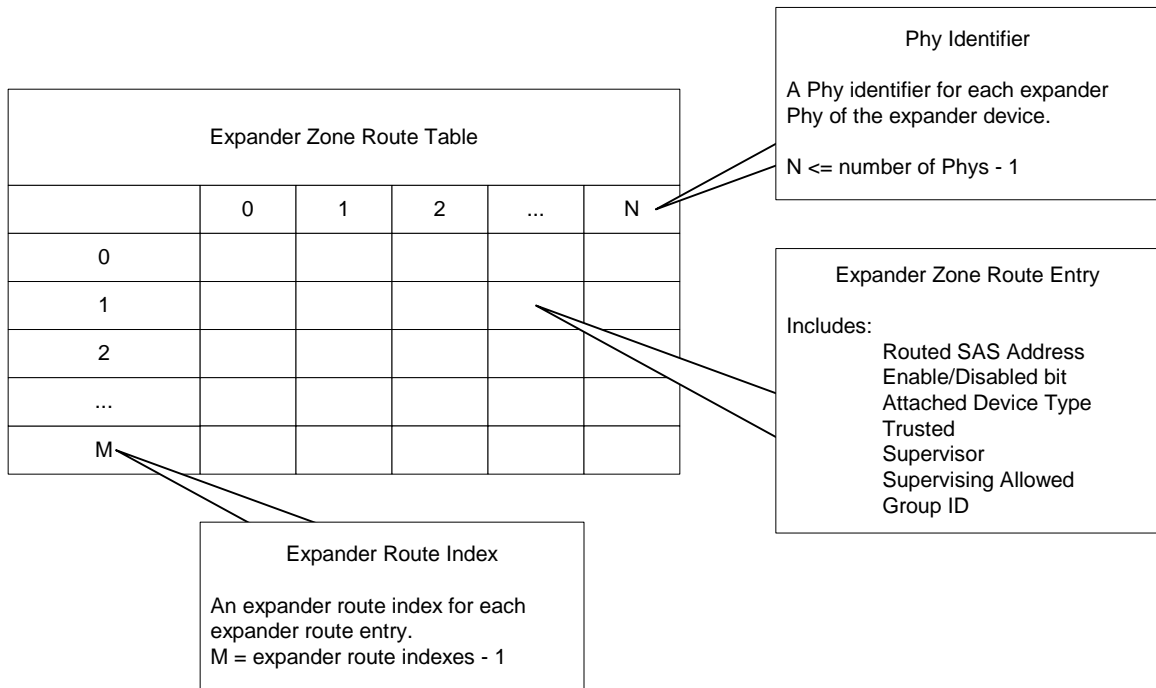 Phy Identifier
A Phy identifier for each expander
Phy of the expander device.
N <= number of Phys - 1
Expander Zone Route Table
0 1 2 ... N
0
1
2
...
M
Expander Zone Route Entry
Includes:
Routed SAS Address
Enable/Disabled bit
Attached Device Type
Trusted
Supervisor
Supervising Allowed
Group ID
Expander Route Index
An expander route index for each
expander route entry.
M = expander route indexes - 1